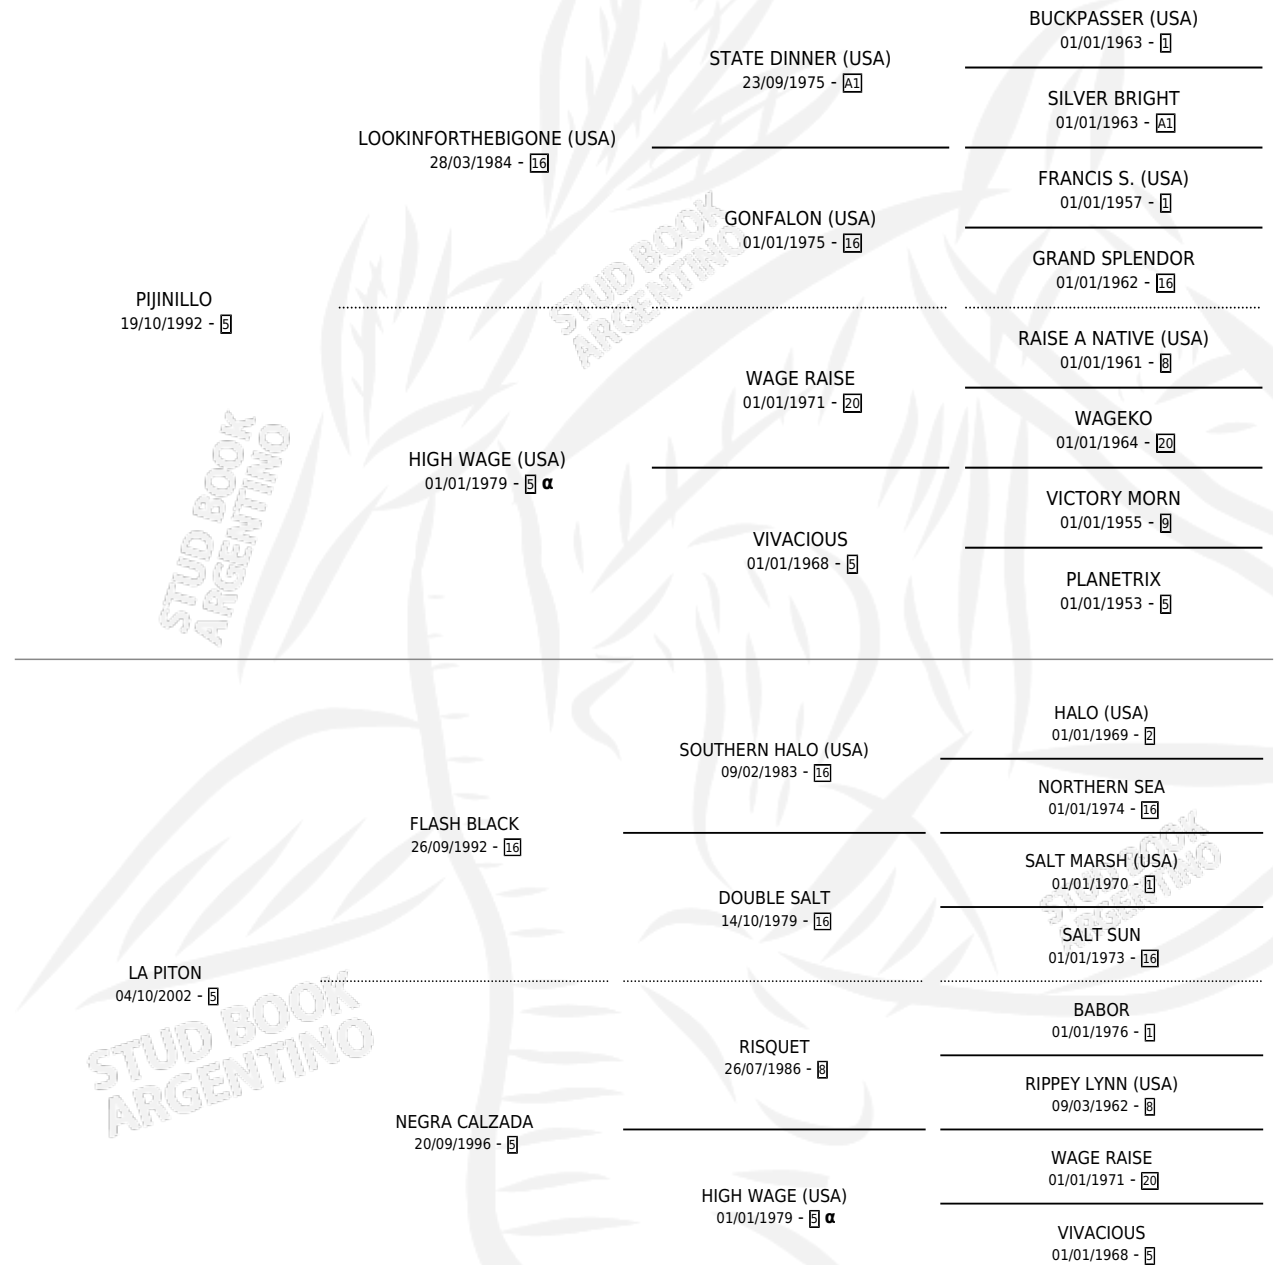 BUCKPASSER (USA)
01/01/1963 - 1
STATE DINNER (USA)
23/09/1975 - A1
SILVER BRIGHT
01/01/1963 - A1
LOOKINFORTHEBIGONE (USA)
28/03/1984 - 16
FRANCIS S. (USA)
01/01/1957 - 1
GONFALON (USA)
01/01/1975 - 16
GRAND SPLENDOR
01/01/1962 - 16
PIJINILLO
19/10/1992 - 5
RAISE A NATIVE (USA)
01/01/1961 - 8
WAGE RAISE
01/01/1971 - 20
WAGEKO
01/01/1964 - 20
HIGH WAGE (USA)
01/01/1979 - 5 α
VICTORY MORN
01/01/1955 - 9
VIVACIOUS
01/01/1968 - 5
PLANETRIX
01/01/1953 - 5
HALO (USA)
01/01/1969 - 2
SOUTHERN HALO (USA)
09/02/1983 - 16
NORTHERN SEA
01/01/1974 - 16
FLASH BLACK
26/09/1992 - 16
SALT MARSH (USA)
01/01/1970 - 1
DOUBLE SALT
14/10/1979 - 16
SALT SUN
01/01/1973 - 16
LA PITON
04/10/2002 - 5
BABOR
01/01/1976 - 1
RISQUET
26/07/1986 - 8
RIPPEY LYNN (USA)
09/03/1962 - 8
NEGRA CALZADA
20/09/1996 - 5
WAGE RAISE
01/01/1971 - 20
HIGH WAGE (USA)
01/01/1979 - 5 α
VIVACIOUS
01/01/1968 - 5
STUD BOOK
ARGENTINO
STUD BOOK
ARGENTINO
STUD BOOK
ARGENTINO
STUD BOOK
ARGENTINO